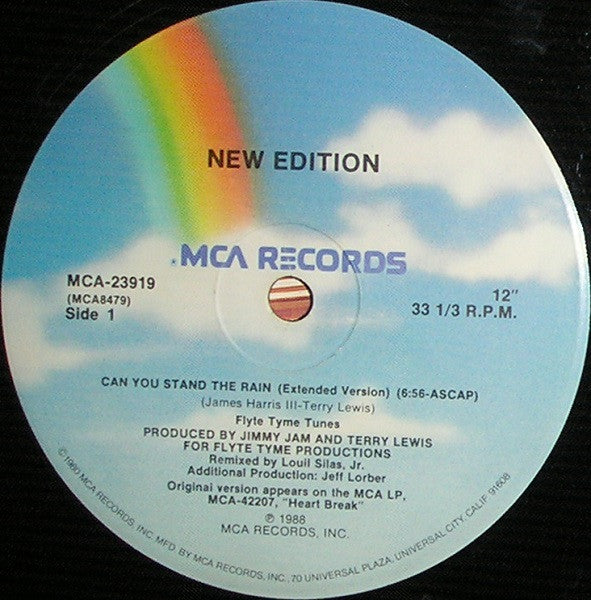 NEW EDITION
MCA RECORDS
MCA-23919
(MCA8479)
Side 1
12"
33 1/3 R.P.M.
CAN YOU STAND THE RAIN (Extended Version) (6:56-ASCAP)
(James Harris III-Terry Lewis)
Flyte Tyme Tunes
PRODUCED BY JIMMY JAM AND TERRY LEWIS
FOR FLYTE TYME PRODUCTIONS
Remixed by Louil Silas, Jr.
Additional Production: Jeff Lorber
Original version appears on the MCA LP,
MCA-42207, "Heart Break"
℗ 1988
MCA RECORDS, INC.
©1980 MCA RECORDS, INC. MFD. BY MCA RECORDS, INC., 70 UNIVERSAL PLAZA, UNIVERSAL CITY, CALIF. 91608